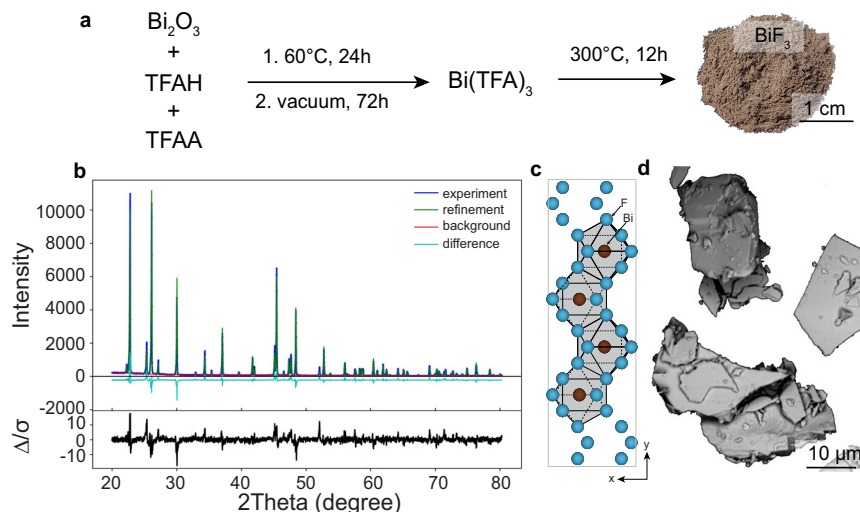 a
Bi₂O₃
+
TFAH
+
TFAA
1. 60°C, 24h
2. vacuum, 72h
Bi(TFA)₃
300°C, 12h
BiF₃
1 cm
b
experiment
refinement
background
difference
Intensity
10000
8000
6000
4000
2000
0
-2000
Δ/σ
10
0
-10
20
30
40
50
60
70
80
2Theta (degree)
c
F
Bi
y
x
d
10 µm